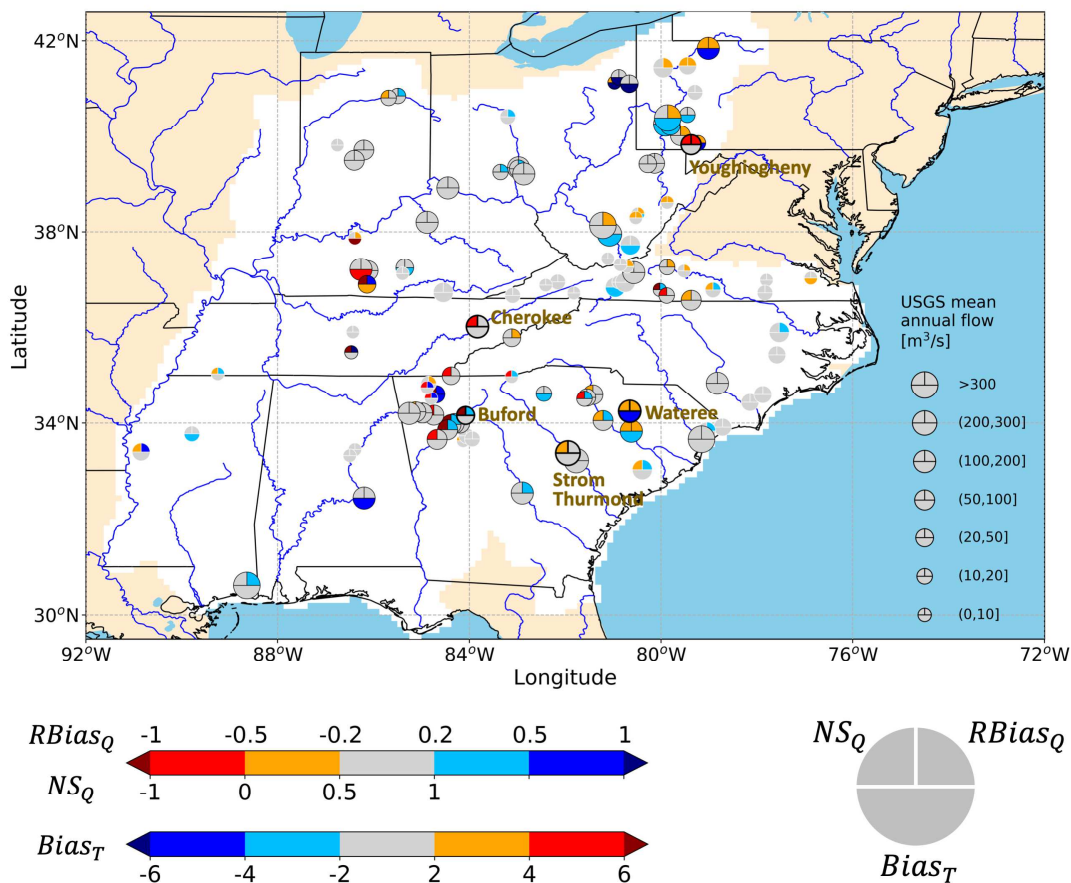 42°N
38°N
34°N
30°N
Latitude
92°W
88°W
84°W
80°W
76°W
72°W
Longitude
Youghiogheny
Cherokee
Buford
Wateree
Strom
Thurmond
USGS mean
annual flow
[m³/s]
>300
(200,300]
(100,200]
(50,100]
(20,50]
(10,20]
(0,10]
RBias_Q
-1 -0.5 -0.2 0.2 0.5 1
NS_Q
-1 0 0.5 1
Bias_T
-6 -4 -2 2 4 6
NS_Q
RBias_Q
Bias_T